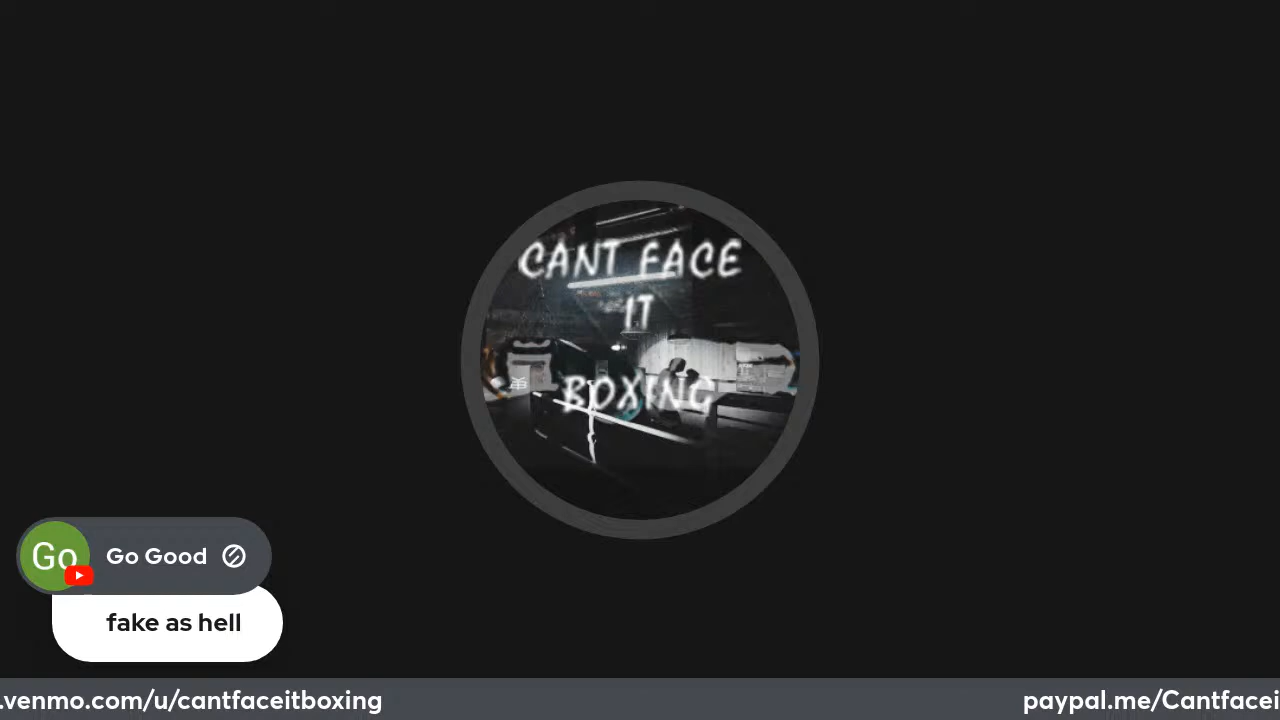 CANT FACE
IT
BOXING
Go
Go Good
fake as hell
.venmo.com/u/cantfaceitboxing
paypal.me/Cantfacei